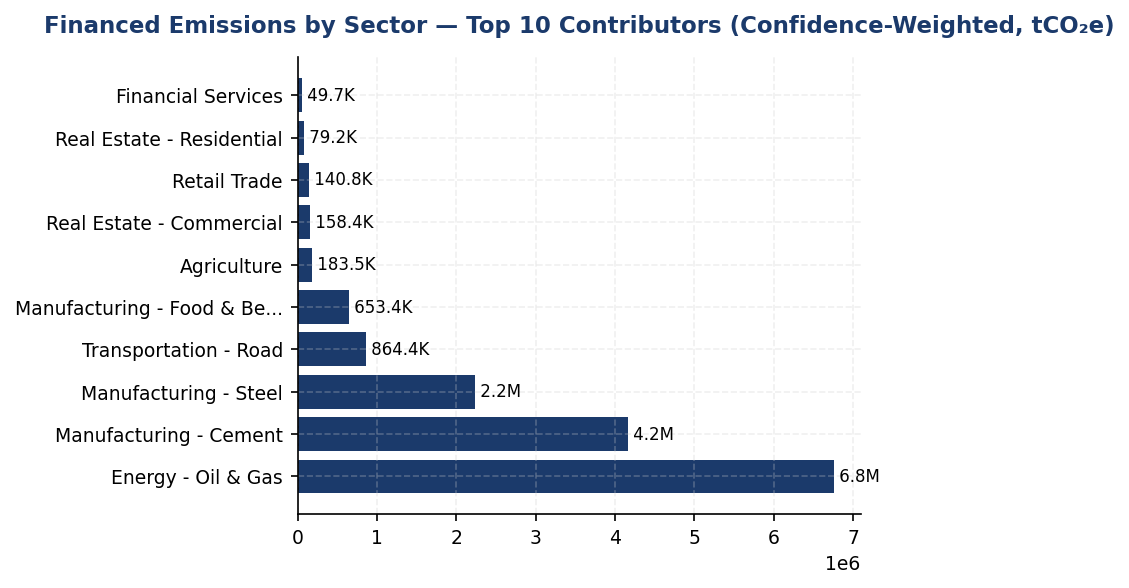 Financed Emissions by Sector — Top 10 Contributors (Confidence-Weighted, tCO₂e)
Financial Services 49.7K
Real Estate - Residential 79.2K
Retail Trade 140.8K
Real Estate - Commercial 158.4K
Agriculture 183.5K
Manufacturing - Food & Be... 653.4K
Transportation - Road 864.4K
Manufacturing - Steel 2.2M
Manufacturing - Cement 4.2M
Energy - Oil & Gas 6.8M
0 1 2 3 4 5 6 7
1e6